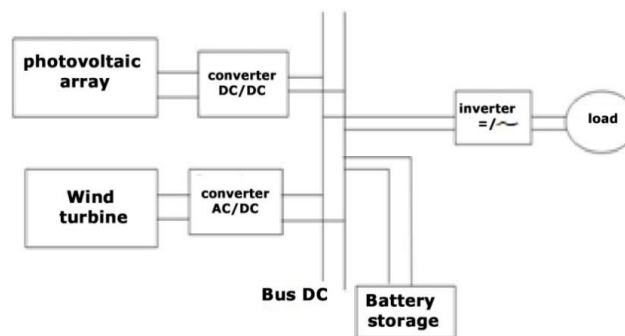 photovoltaic
array
converter
DC/DC
inverter
=/~
load
Wind
turbine
converter
AC/DC
Bus DC
Battery
storage